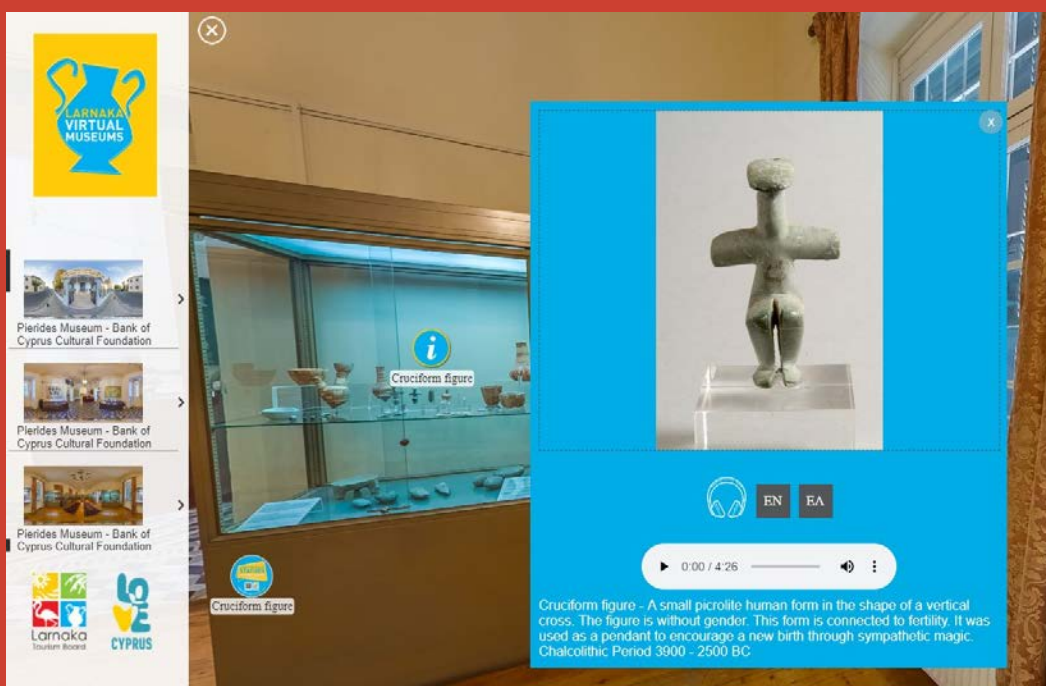 LARNAKA
VIRTUAL
MUSEUMS
Pierides Museum - Bank of
Cyprus Cultural Foundation
Pierides Museum - Bank of
Cyprus Cultural Foundation
Pierides Museum - Bank of
Cyprus Cultural Foundation
Larnaka
Tourism Board
LOVE
CYPRUS
i
Cruciform figure
Cruciform figure
X
EN
ΕΛ
0:00 / 4:26
Cruciform figure - A small picrolite human form in the shape of a vertical
cross. The figure is without gender. This form is connected to fertility. It was
used as a pendant to encourage a new birth through sympathetic magic.
Chalcolithic Period 3900 - 2500 BC